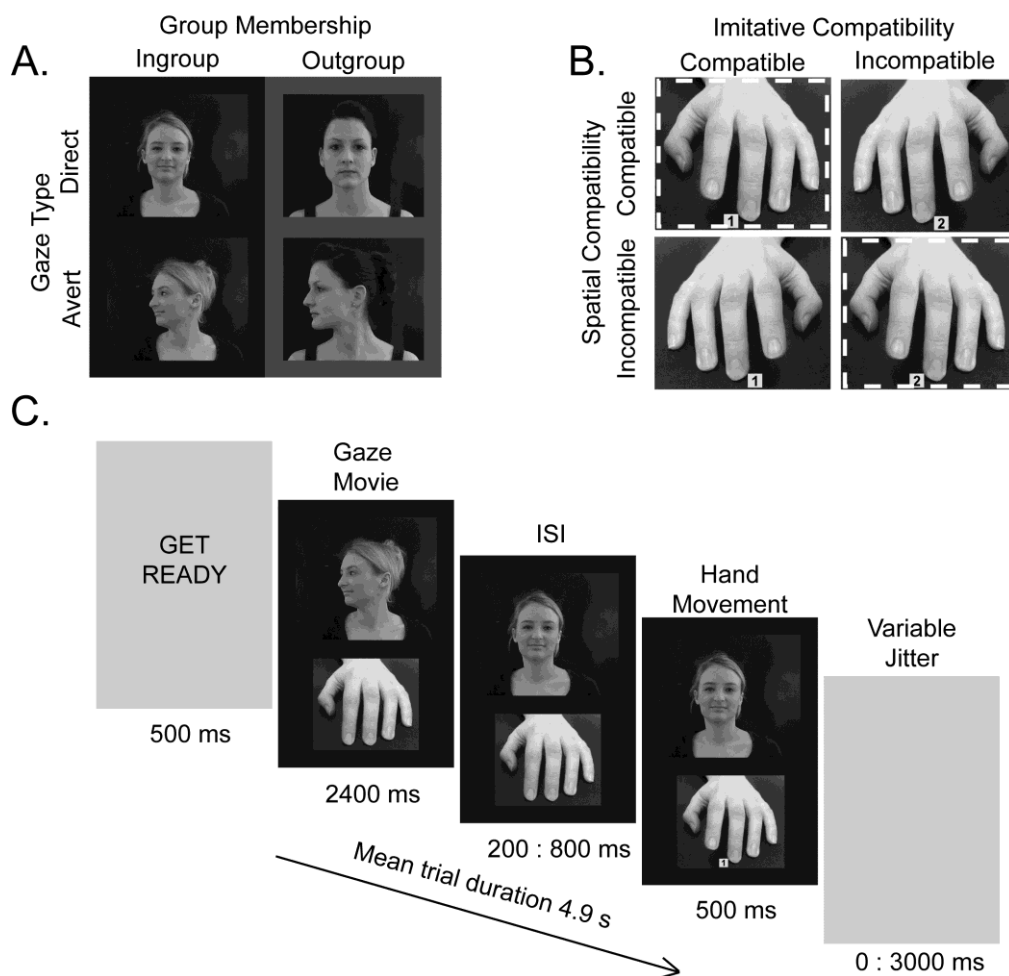 Group Membership
A.
Ingroup
Outgroup
Gaze Type
Direct
Avert
Imitative Compatibility
B.
Compatible
Incompatible
Spatial Compatibility
Compatible
Incompatible
1
2
1
2
C.
GET
READY
500 ms
Gaze
Movie
2400 ms
ISI
200 : 800 ms
Hand
Movement
1
500 ms
Variable
Jitter
0 : 3000 ms
Mean trial duration 4.9 s